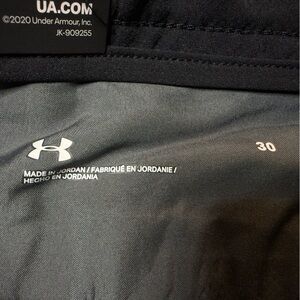 UA.COM
©2020 Under Armour, Inc.
JK-909255
30
MADE IN JORDAN / FABRIQUÉ EN JORDANIE /
HECHO EN JORDANIA